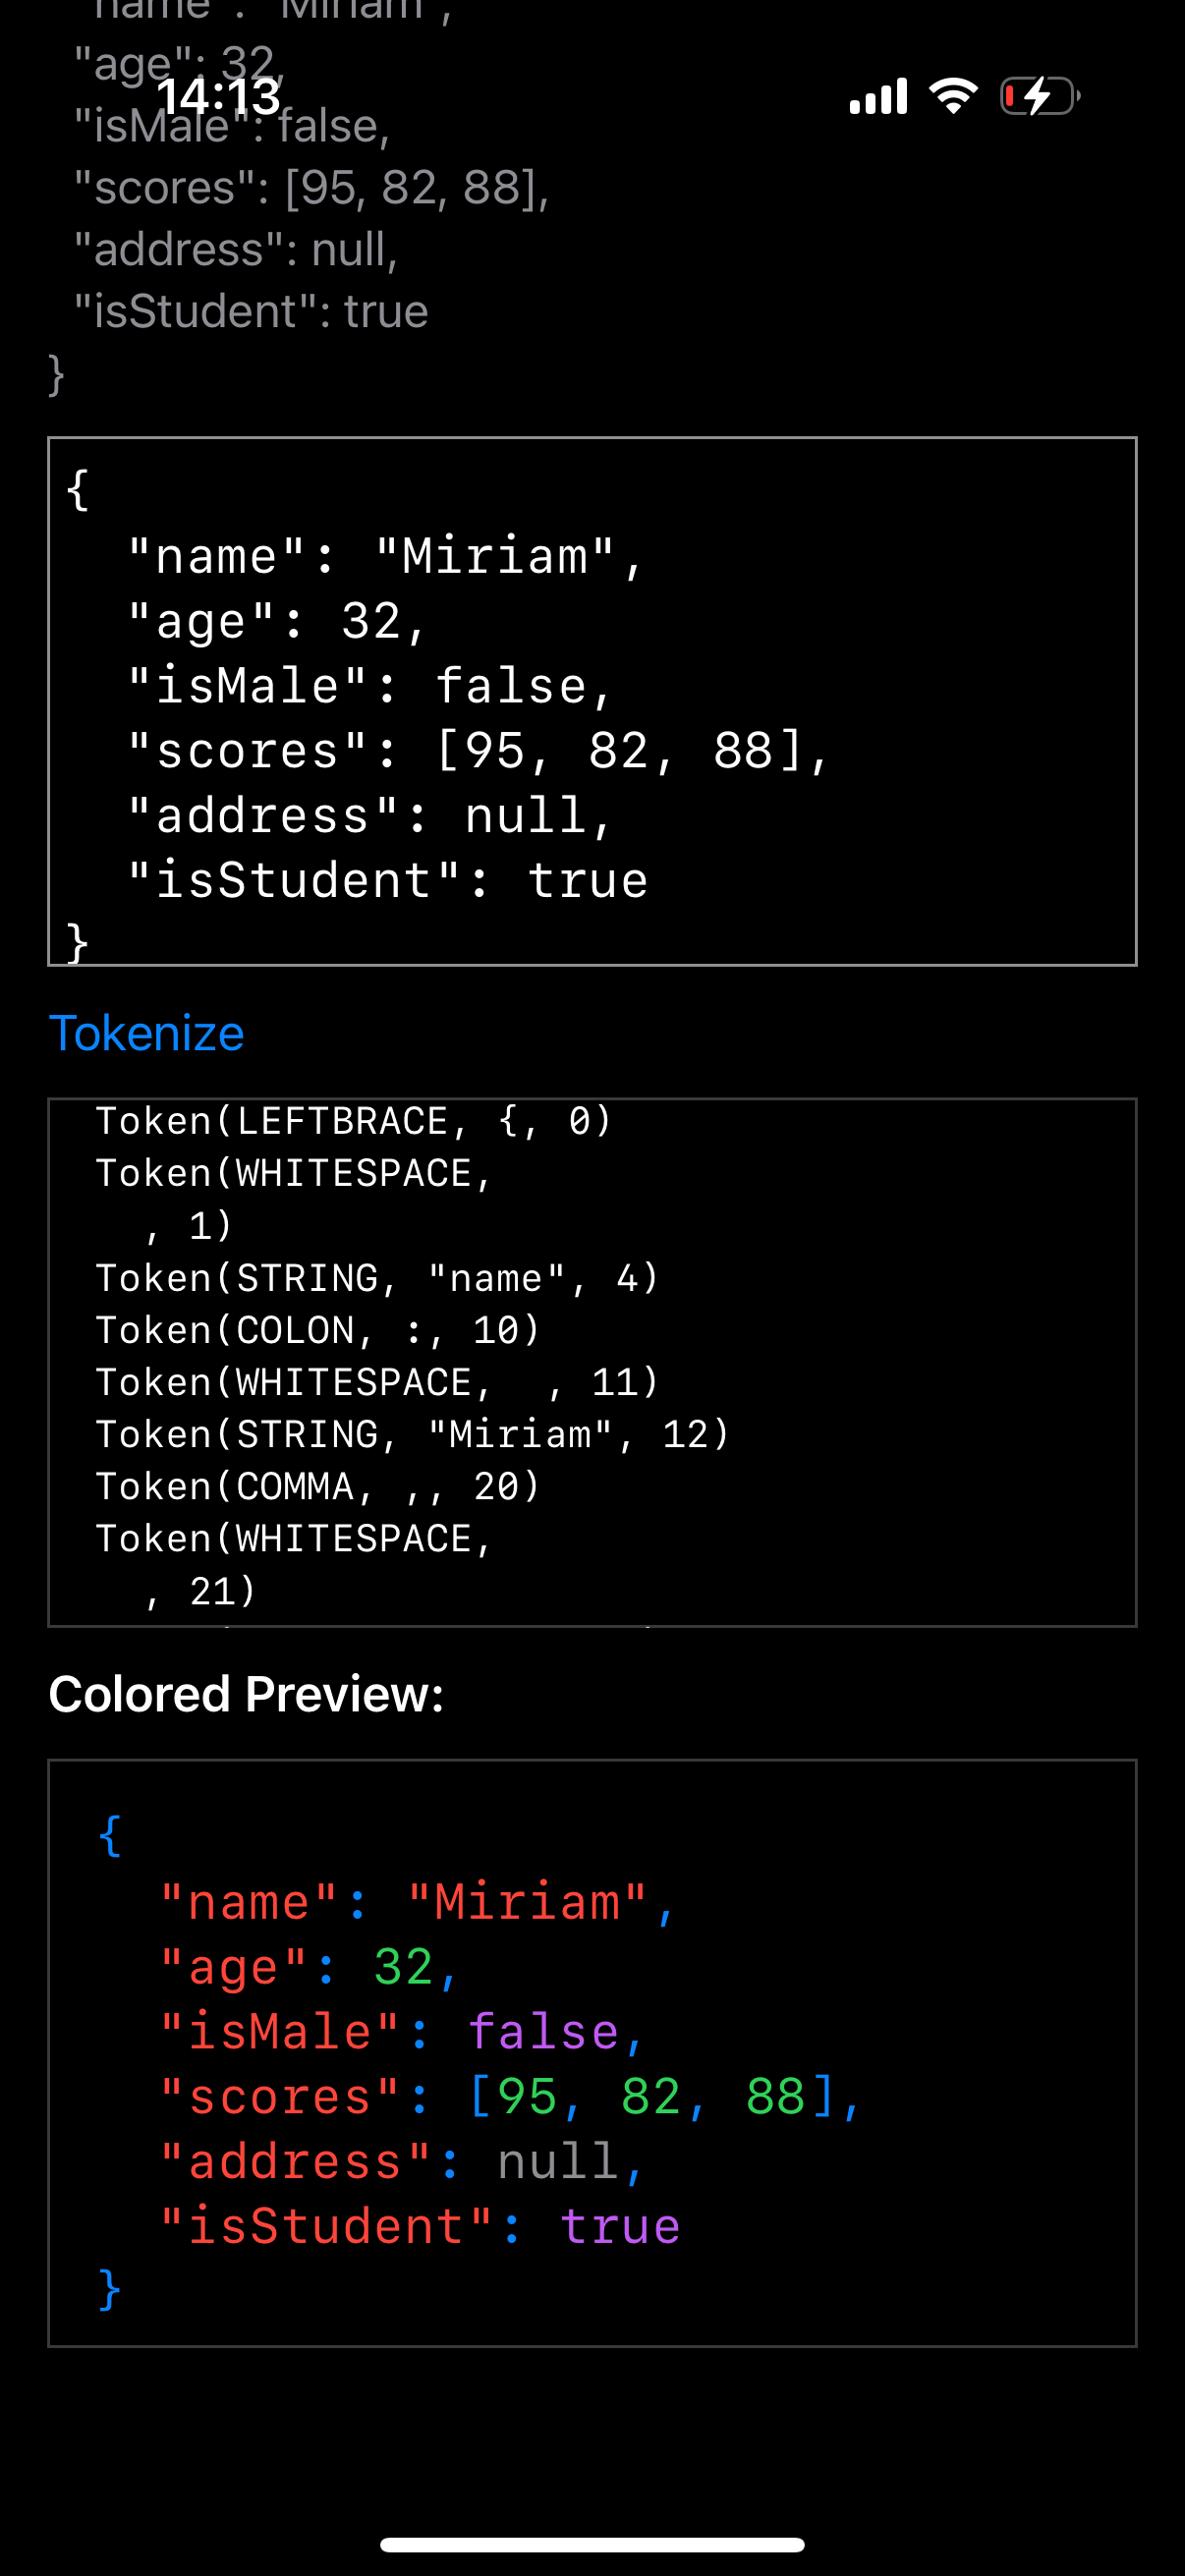 "name": "Miriam",
"age": 32,
14:13
"isMale": false,
"scores": [95, 82, 88],
"address": null,
"isStudent": true
}
{
"name": "Miriam",
"age": 32,
"isMale": false,
"scores": [95, 82, 88],
"address": null,
"isStudent": true
}
Tokenize
Token(LEFTBRACE, {, 0)
Token(WHITESPACE,
, 1)
Token(STRING, "name", 4)
Token(COLON, :, 10)
Token(WHITESPACE,  , 11)
Token(STRING, "Miriam", 12)
Token(COMMA, ,, 20)
Token(WHITESPACE,
, 21)
Colored Preview:
{
"name": "Miriam",
"age": 32,
"isMale": false,
"scores": [95, 82, 88],
"address": null,
"isStudent": true
}